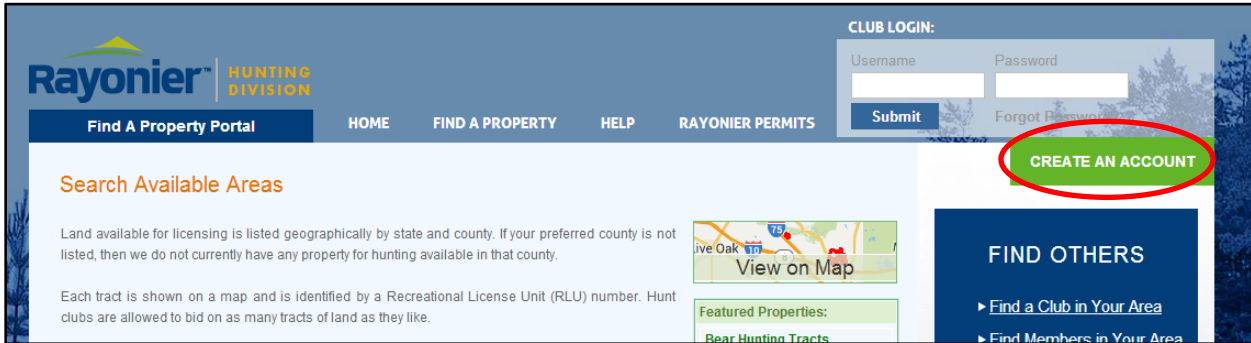 CLUB LOGIN:
Username Password
Rayonier™ HUNTING DIVISION
Submit Forgot Password
Find A Property Portal HOME FIND A PROPERTY HELP RAYONIER PERMITS
CREATE AN ACCOUNT
Search Available Areas
Land available for licensing is listed geographically by state and county. If your preferred county is not
listed, then we do not currently have any property for hunting available in that county.
Each tract is shown on a map and is identified by a Recreational License Unit (RLU) number. Hunt
clubs are allowed to bid on as many tracts of land as they like.
75
ive Oak 10
View on Map
Featured Properties:
Bear Hunting Tracts
FIND OTHERS
Find a Club in Your Area
Find Members in Your Area